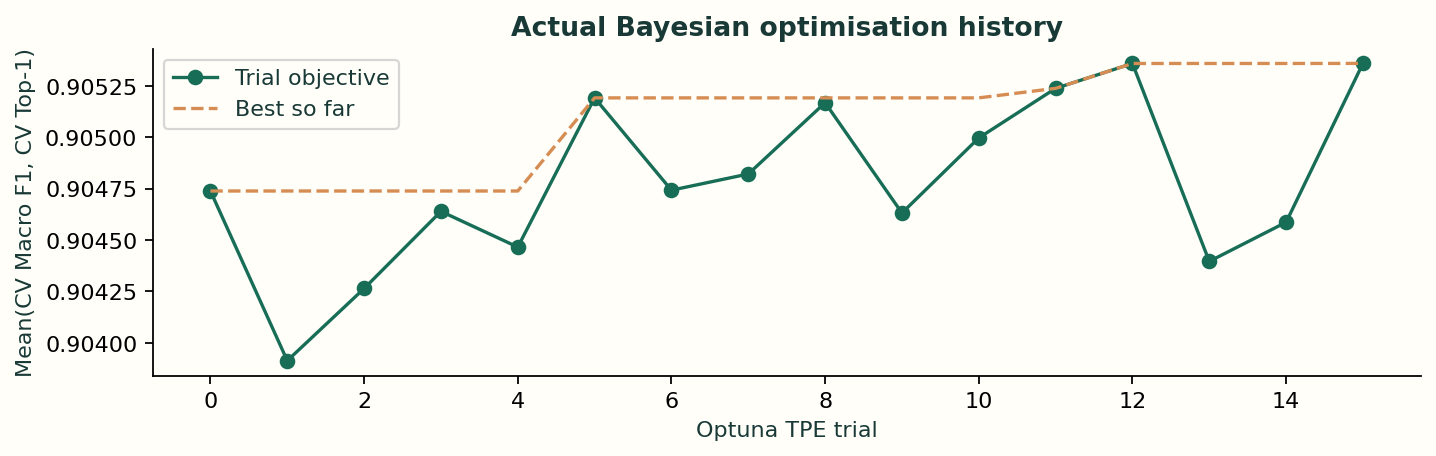 Actual Bayesian optimisation history
Trial objective
Best so far
Mean(CV Macro F1, CV Top-1)
0.90525
0.90500
0.90475
0.90450
0.90425
0.90400
0 2 4 6 8 10 12 14
Optuna TPE trial